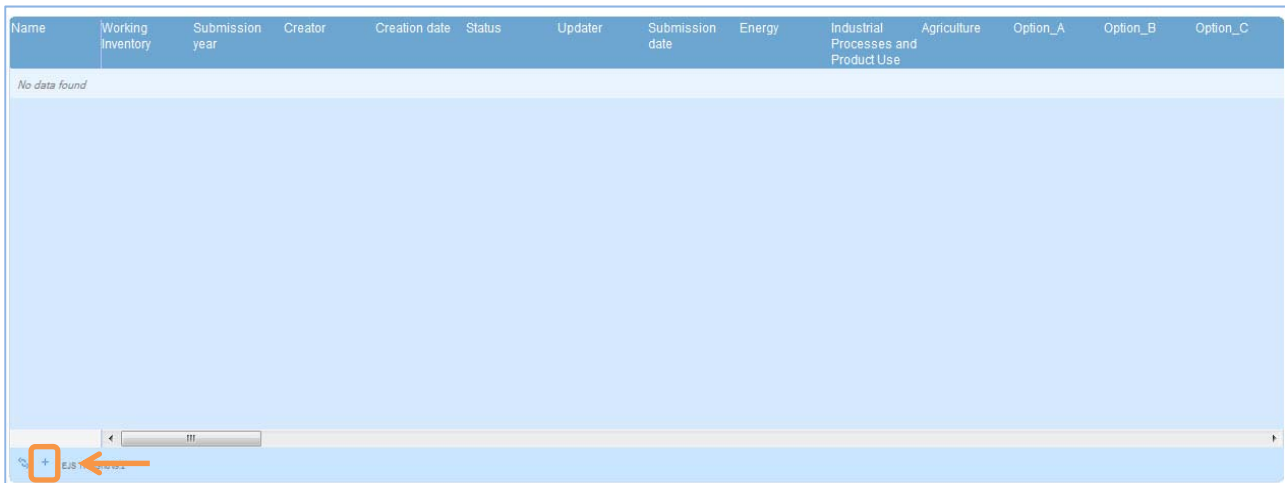 Name
Working
Inventory
Submission
year
Creator
Creation date
Status
Updater
Submission
date
Energy
Industrial
Processes and
Product Use
Agriculture
Option_A
Option_B
Option_C
No data found
+ EJS